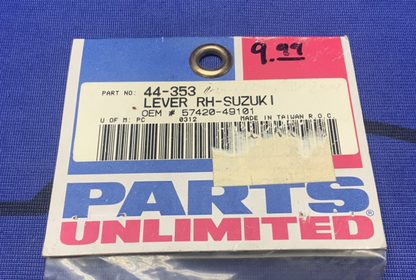 9.99
PART NO: 44-353
LEVER RH-SUZUKI
OEM # 57420-49101
U OF M: PC 0312 MADE IN TAIWAN R.O.C.
PARTS
UNLIMITED®